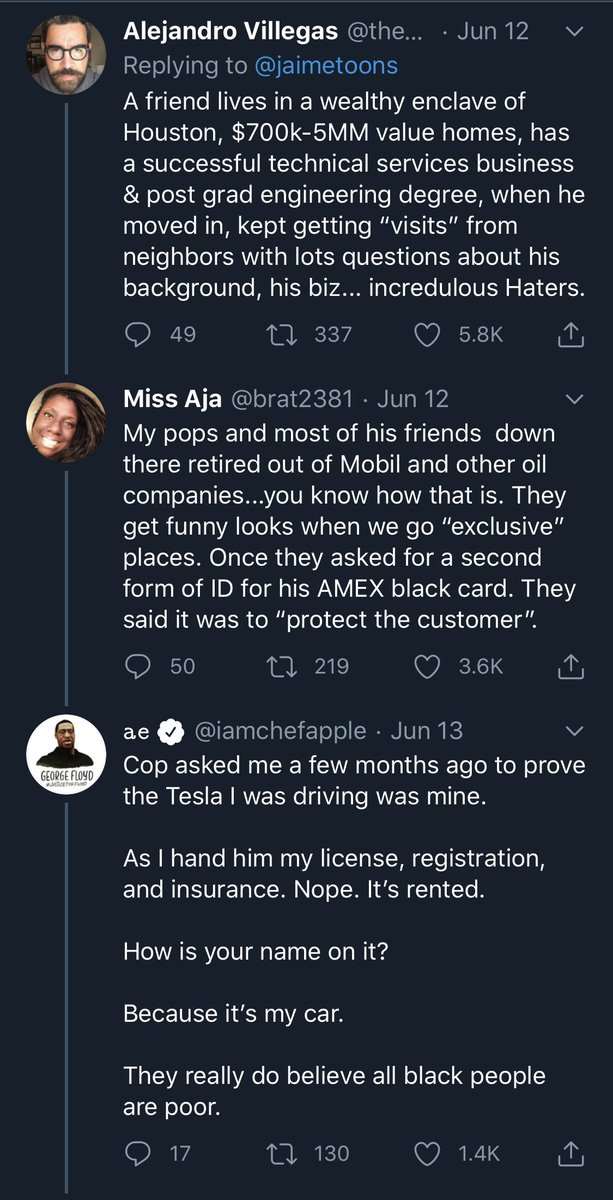 Alejandro Villegas @the... · Jun 12
Replying to @jaimetoons
A friend lives in a wealthy enclave of
Houston, $700k-5MM value homes, has
a successful technical services business
& post grad engineering degree, when he
moved in, kept getting “visits” from
neighbors with lots questions about his
background, his biz... incredulous Haters.
49 337 5.8K
Miss Aja @brat2381 · Jun 12
My pops and most of his friends down
there retired out of Mobil and other oil
companies...you know how that is. They
get funny looks when we go “exclusive”
places. Once they asked for a second
form of ID for his AMEX black card. They
said it was to “protect the customer”.
50 219 3.6K
GEORGE FLOYD
#JUSTICEFORFLOYD
ae @iamchefapple · Jun 13
Cop asked me a few months ago to prove
the Tesla I was driving was mine.
As I hand him my license, registration,
and insurance. Nope. It’s rented.
How is your name on it?
Because it’s my car.
They really do believe all black people
are poor.
17 130 1.4K